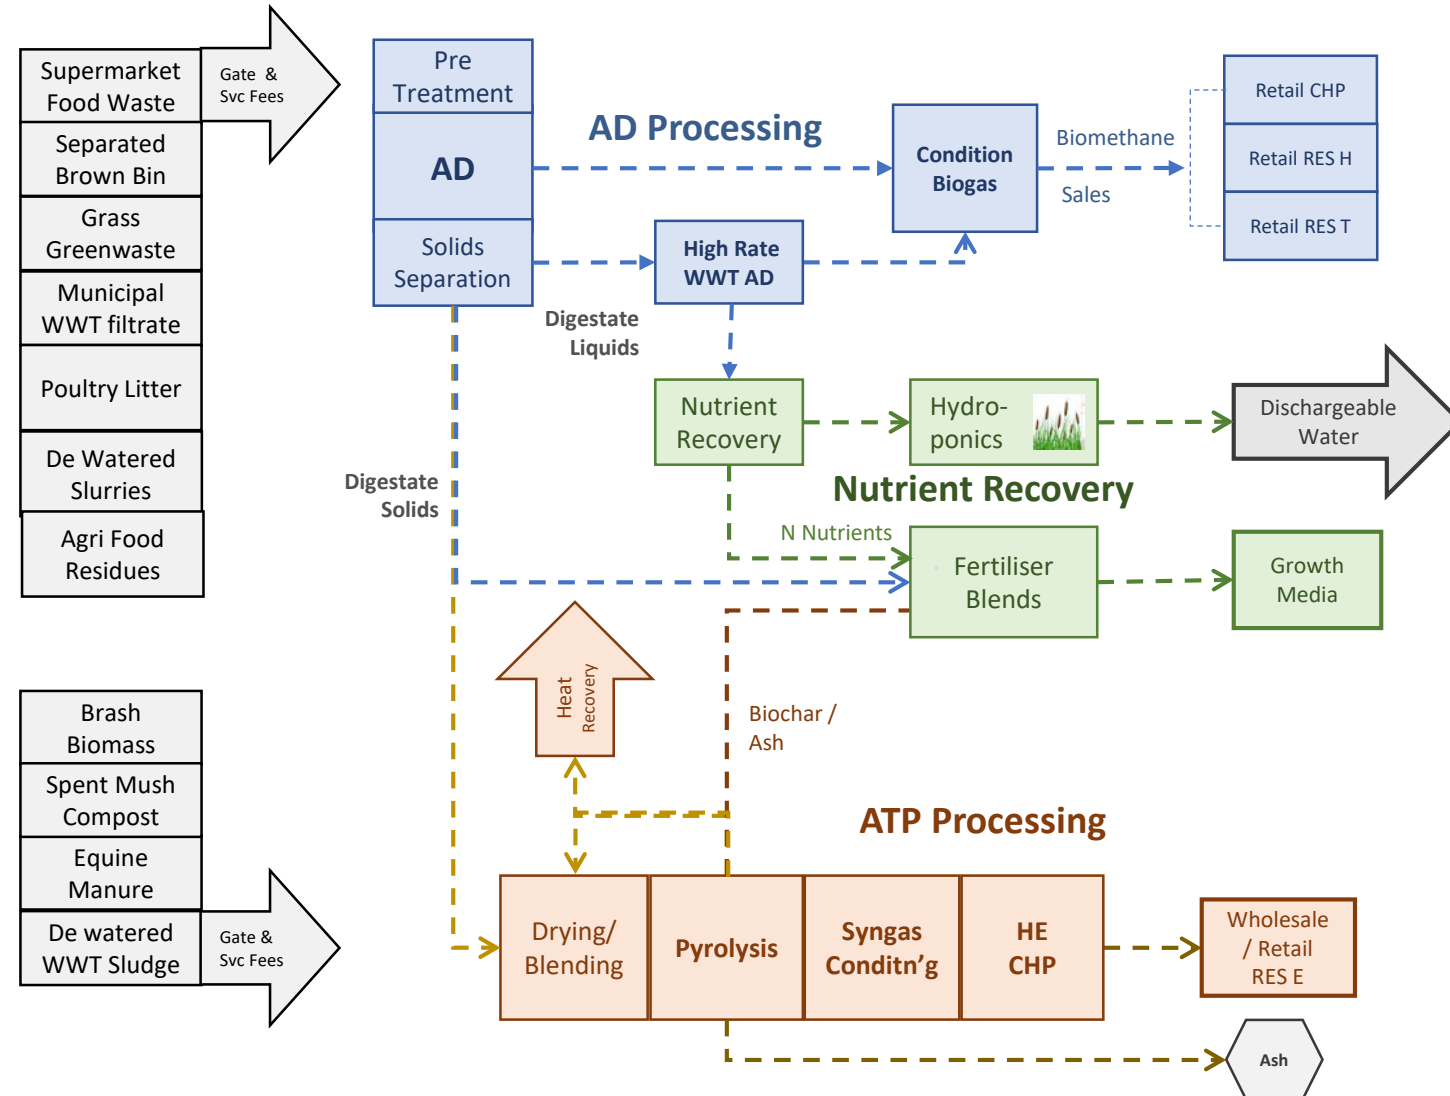 Supermarket
Food Waste
Separated
Brown Bin
Grass
Greenwaste
Municipal
WWT filtrate
Poultry Litter
De Watered
Slurries
Agri Food
Residues
Gate &
Svc Fees
Pre
Treatment
AD
Solids
Separation
AD Processing
Condition
Biogas
Biomethane
Sales
Retail CHP
Retail RES H
Retail RES T
High Rate
WWT AD
Digestate
Liquids
Nutrient
Recovery
Hydro-
ponics
Dischargeable
Water
Nutrient Recovery
Digestate
Solids
N Nutrients
Fertiliser
Blends
Growth
Media
Heat
Recovery
Biochar /
Ash
ATP Processing
Brash
Biomass
Spent Mush
Compost
Equine
Manure
De watered
WWT Sludge
Gate &
Svc Fees
Drying/
Blending
Pyrolysis
Syngas
Conditn’g
HE
CHP
Wholesale
/ Retail
RES E
Ash